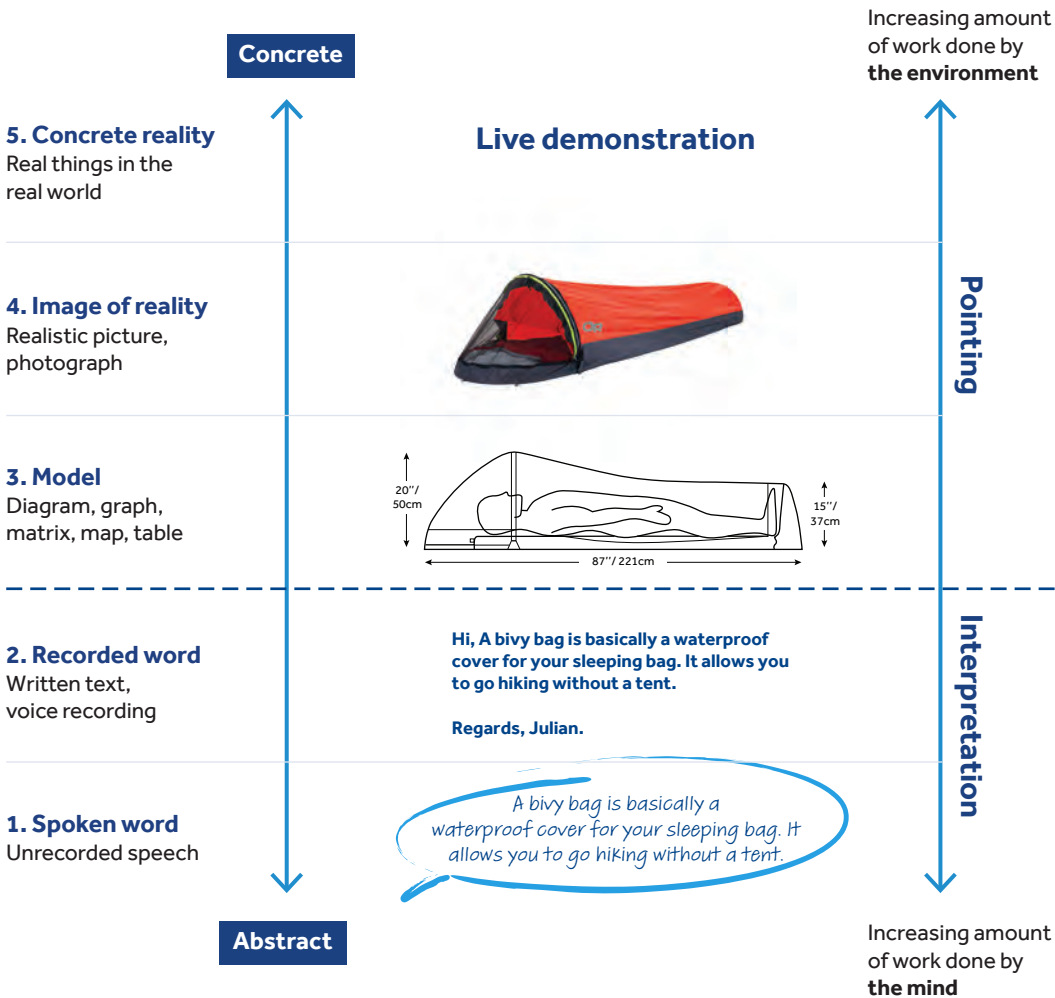 Increasing amount
of work done by
the environment
Concrete
5. Concrete reality
Real things in the
real world
Live demonstration
4. Image of reality
Realistic picture,
photograph
Pointing
3. Model
Diagram, graph,
matrix, map, table
20’’/
50cm
15’’/
37cm
87’’/ 221cm
2. Recorded word
Written text,
voice recording
Hi, A bivy bag is basically a waterproof
cover for your sleeping bag. It allows you
to go hiking without a tent.
Regards, Julian.
Interpretation
1. Spoken word
Unrecorded speech
A bivy bag is basically a
waterproof cover for your sleeping bag. It
allows you to go hiking without a tent.
Abstract
Increasing amount
of work done by
the mind